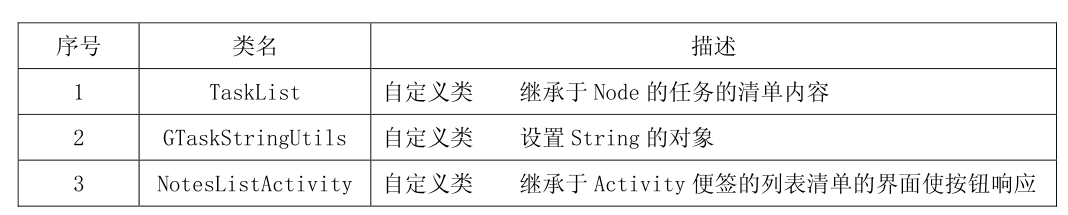 序号 类名 描述
1 TaskList 自定义类 继承于 Node 的任务的清单内容
2 GTaskStringUtils 自定义类 设置 String 的对象
3 NotesListActivity 自定义类 继承于 Activity 便签的列表清单的界面使按钮响应